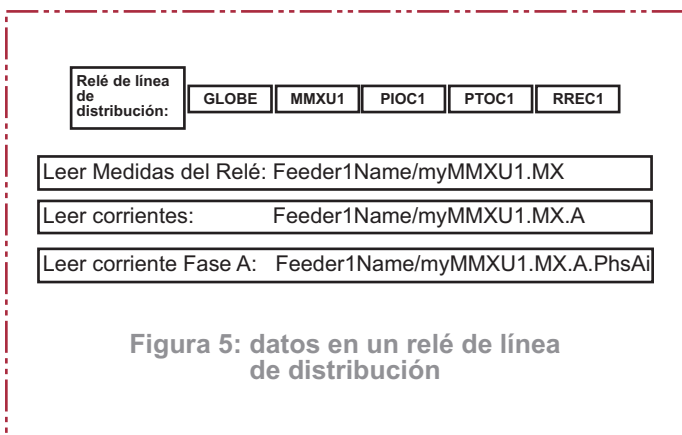 Relé de línea
de
distribución:
GLOBE MMXU1 PIOC1 PTOC1 RREC1
Leer Medidas del Relé: Feeder1Name/myMMXU1.MX
Leer corrientes: Feeder1Name/myMMXU1.MX.A
Leer corriente Fase A: Feeder1Name/myMMXU1.MX.A.PhsAi
Figura 5: datos en un relé de línea
de distribución